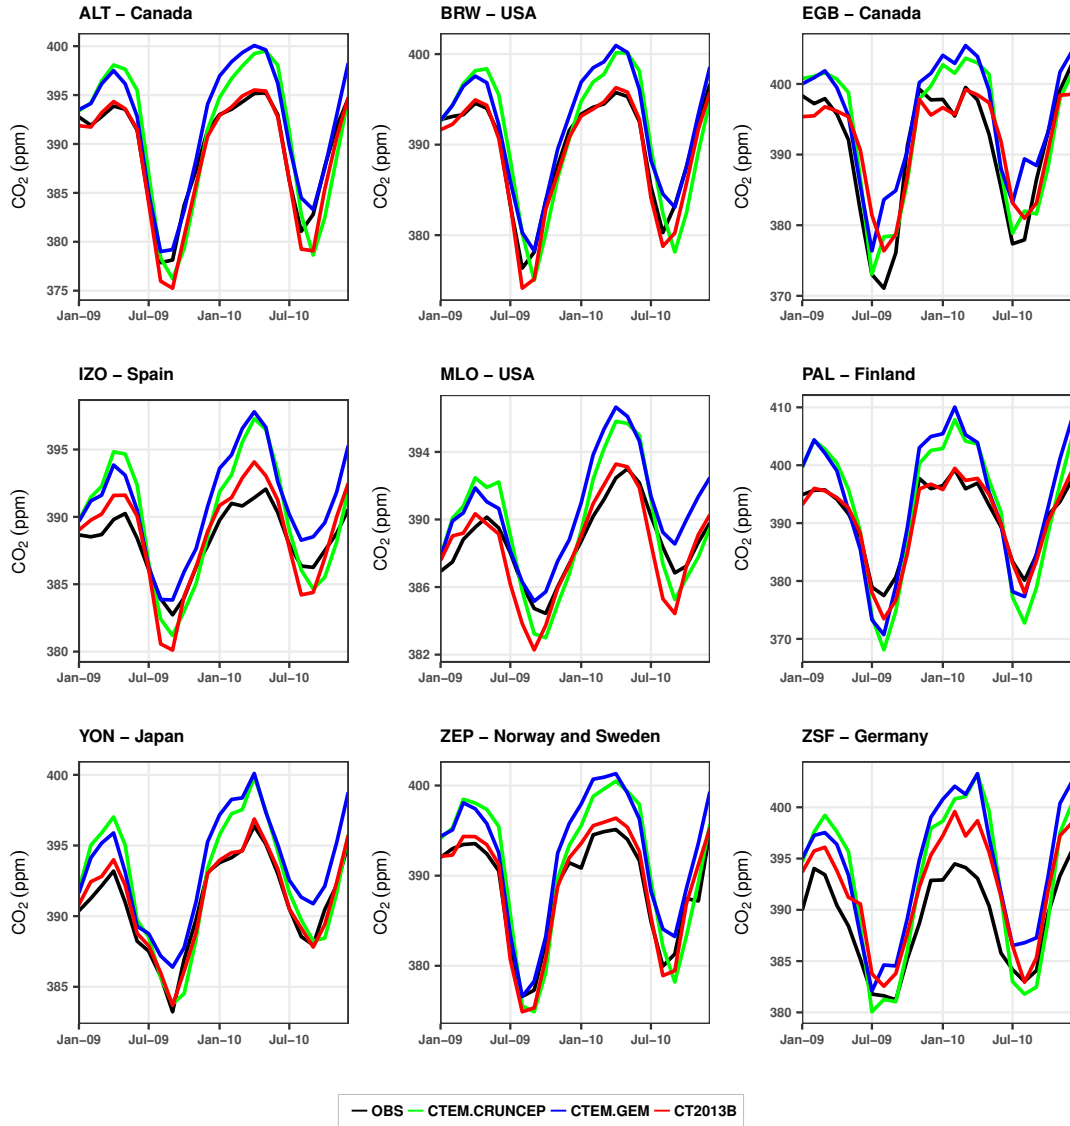 ALT – Canada
BRW – USA
EGB – Canada
CO2 (ppm)
400
395
390
385
380
375
Jan–09
Jul–09
Jan–10
Jul–10
CO2 (ppm)
400
390
380
Jan–09
Jul–09
Jan–10
Jul–10
CO2 (ppm)
400
390
380
370
Jan–09
Jul–09
Jan–10
Jul–10
IZO – Spain
MLO – USA
PAL – Finland
CO2 (ppm)
395
390
385
380
Jan–09
Jul–09
Jan–10
Jul–10
CO2 (ppm)
394
390
386
382
Jan–09
Jul–09
Jan–10
Jul–10
CO2 (ppm)
410
400
390
380
370
Jan–09
Jul–09
Jan–10
Jul–10
YON – Japan
ZEP – Norway and Sweden
ZSF – Germany
CO2 (ppm)
400
395
390
385
Jan–09
Jul–09
Jan–10
Jul–10
CO2 (ppm)
400
390
380
Jan–09
Jul–09
Jan–10
Jul–10
CO2 (ppm)
400
395
390
385
380
Jan–09
Jul–09
Jan–10
Jul–10
OBS CTEM.CRUNCEP CTEM.GEM CT2013B